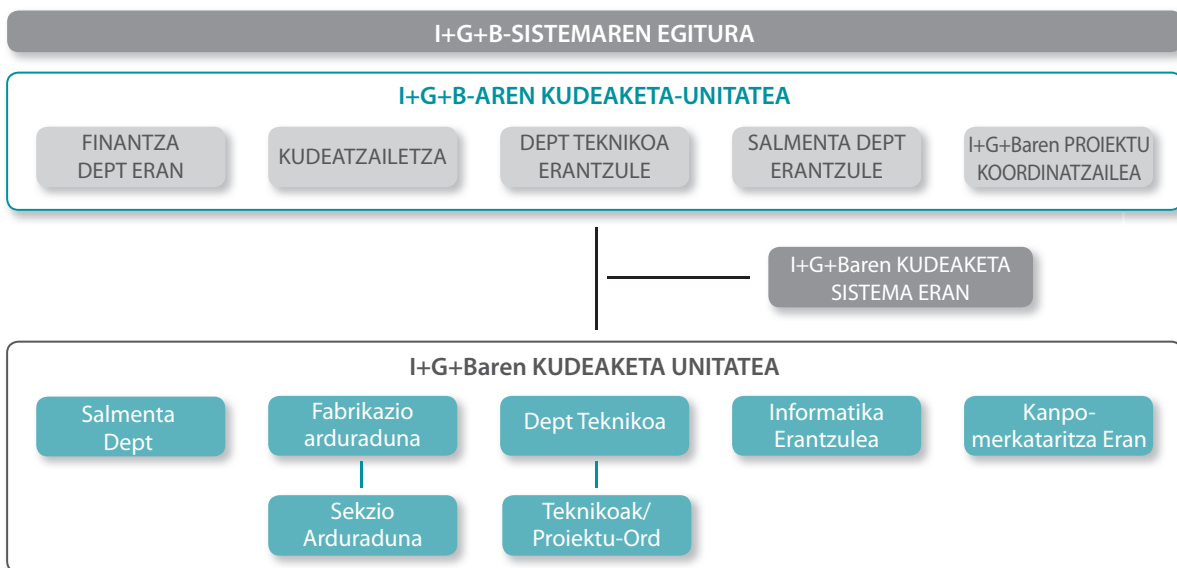 I+G+B-SISTEMAREN EGITURA
I+G+B-AREN KUDEAKETA-UNITATEA
FINANTZA
DEPT ERAN
KUDEATZAILETZA
DEPT TEKNIKOA
ERANTZULE
SALMENTA DEPT
ERANTZULE
I+G+Baren PROIEKTU
KOORDINATZAILEA
I+G+Baren KUDEAKETA
SISTEMA ERAN
I+G+Baren KUDEAKETA UNITATEA
Salmenta
Dept
Fabrikazio
arduraduna
Dept Teknikoa
Informatika
Erantzulea
Kanpo-
merkataritza Eran
Sekzio
Arduraduna
Teknikoak/
Proiektu-Ord